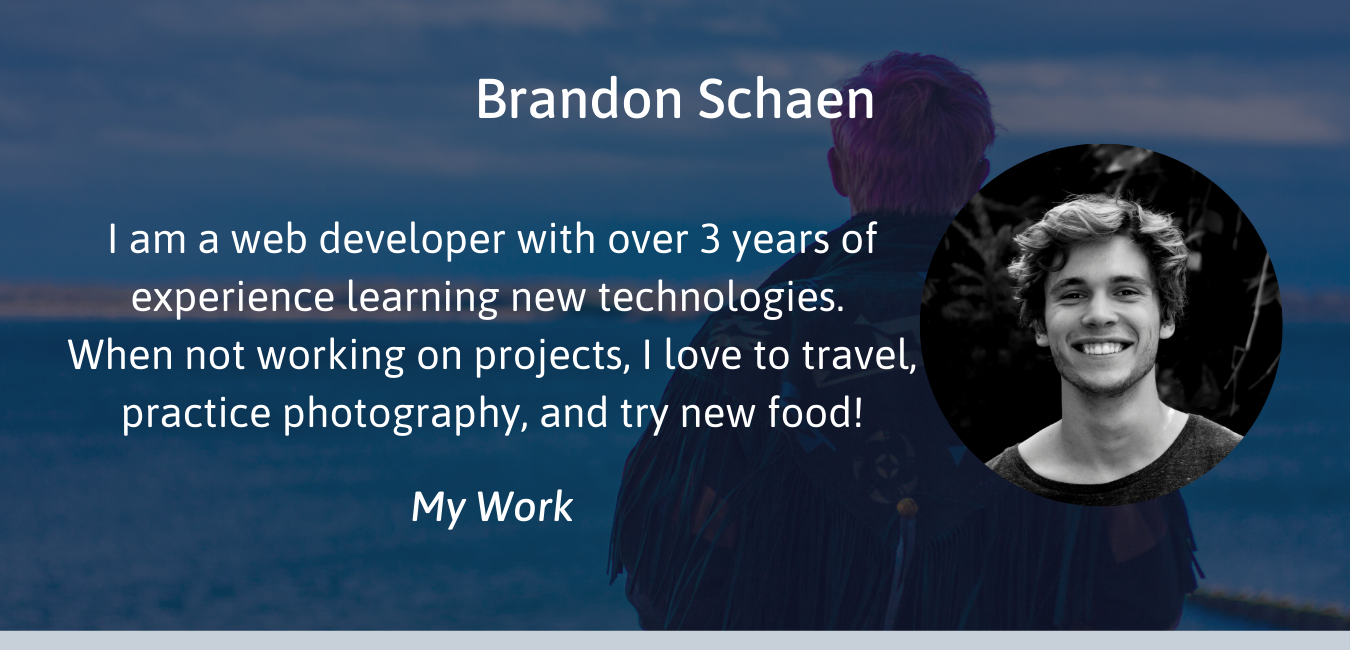 Brandon Schaen
I am a web developer with over 3 years of
experience learning new technologies.
When not working on projects, I love to travel,
practice photography, and try new food!
My Work